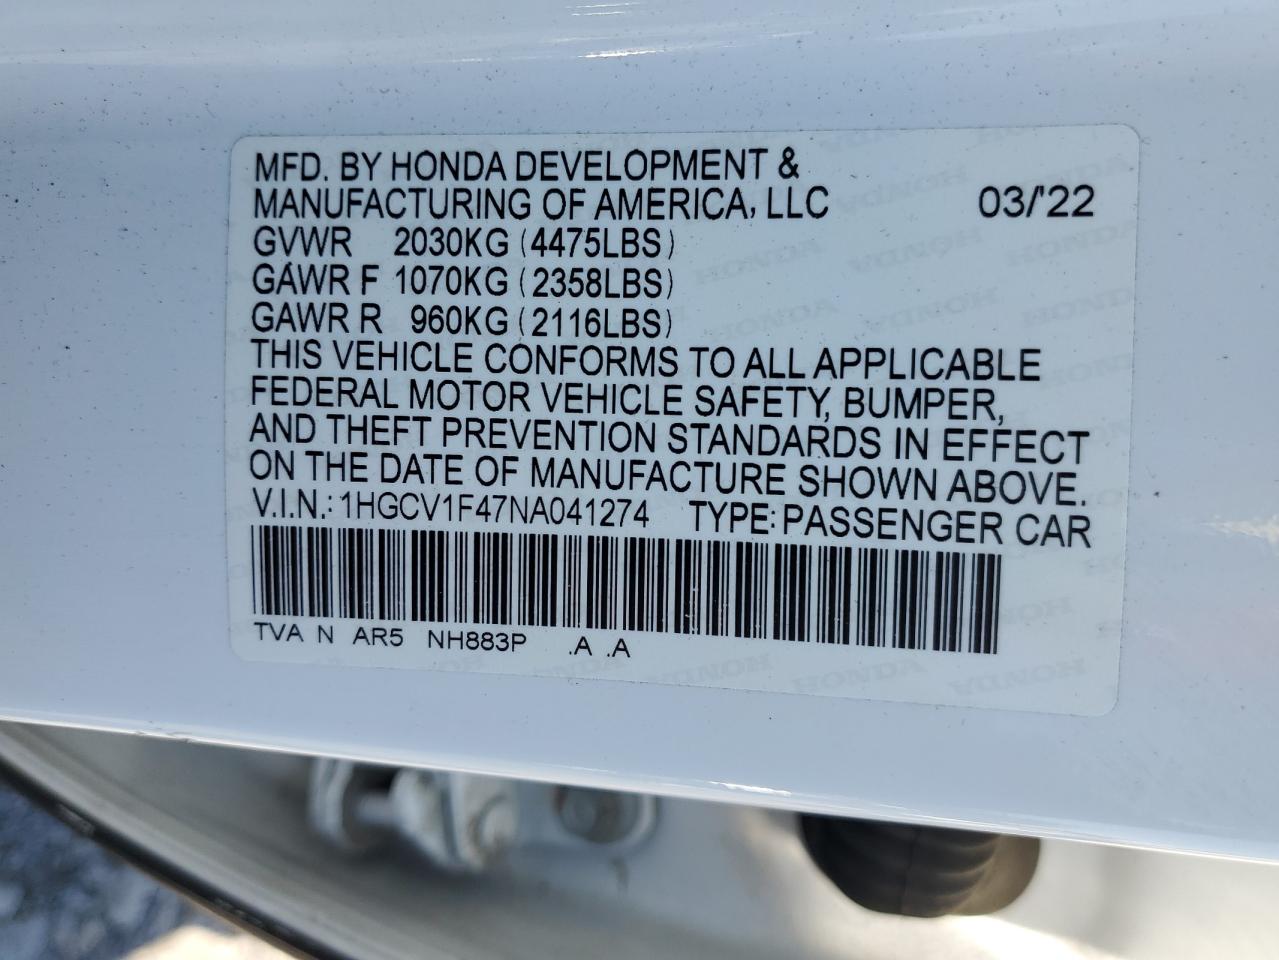 MFD. BY HONDA DEVELOPMENT &
MANUFACTURING OF AMERICA, LLC 03/'22
GVWR 2030KG (4475LBS)
GAWR F 1070KG (2358LBS)
GAWR R 960KG (2116LBS)
THIS VEHICLE CONFORMS TO ALL APPLICABLE
FEDERAL MOTOR VEHICLE SAFETY, BUMPER,
AND THEFT PREVENTION STANDARDS IN EFFECT
ON THE DATE OF MANUFACTURE SHOWN ABOVE.
V.I.N.: 1HGCV1F47NA041274 TYPE: PASSENGER CAR
TVA N AR5 NH883P .A .A